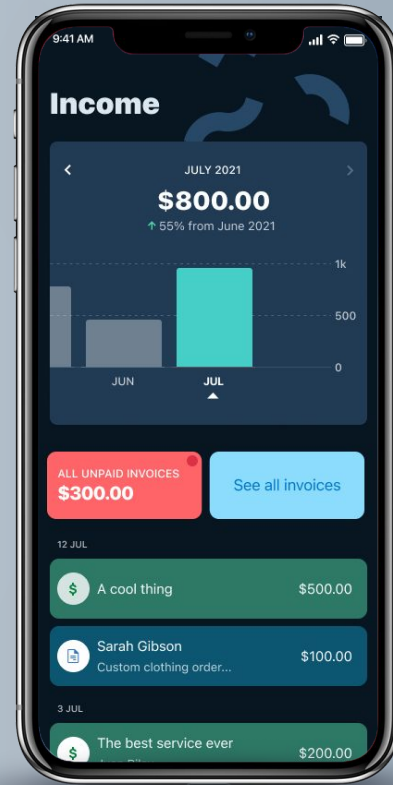 9:41 AM
Income
JULY 2021
$800.00
↑ 55% from June 2021
1k
500
0
JUN
JUL
ALL UNPAID INVOICES
$300.00
See all invoices
12 JUL
A cool thing
$500.00
Sarah Gibson
Custom clothing order...
$100.00
3 JUL
The best service ever
$200.00